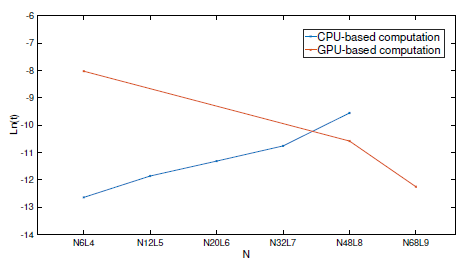 -6
-7
-8
-9
-10
-11
-12
-13
-14
Ln(t)
CPU-based computation
GPU-based computation
N6L4 N12L5 N20L6 N32L7 N48L8 N68L9
N